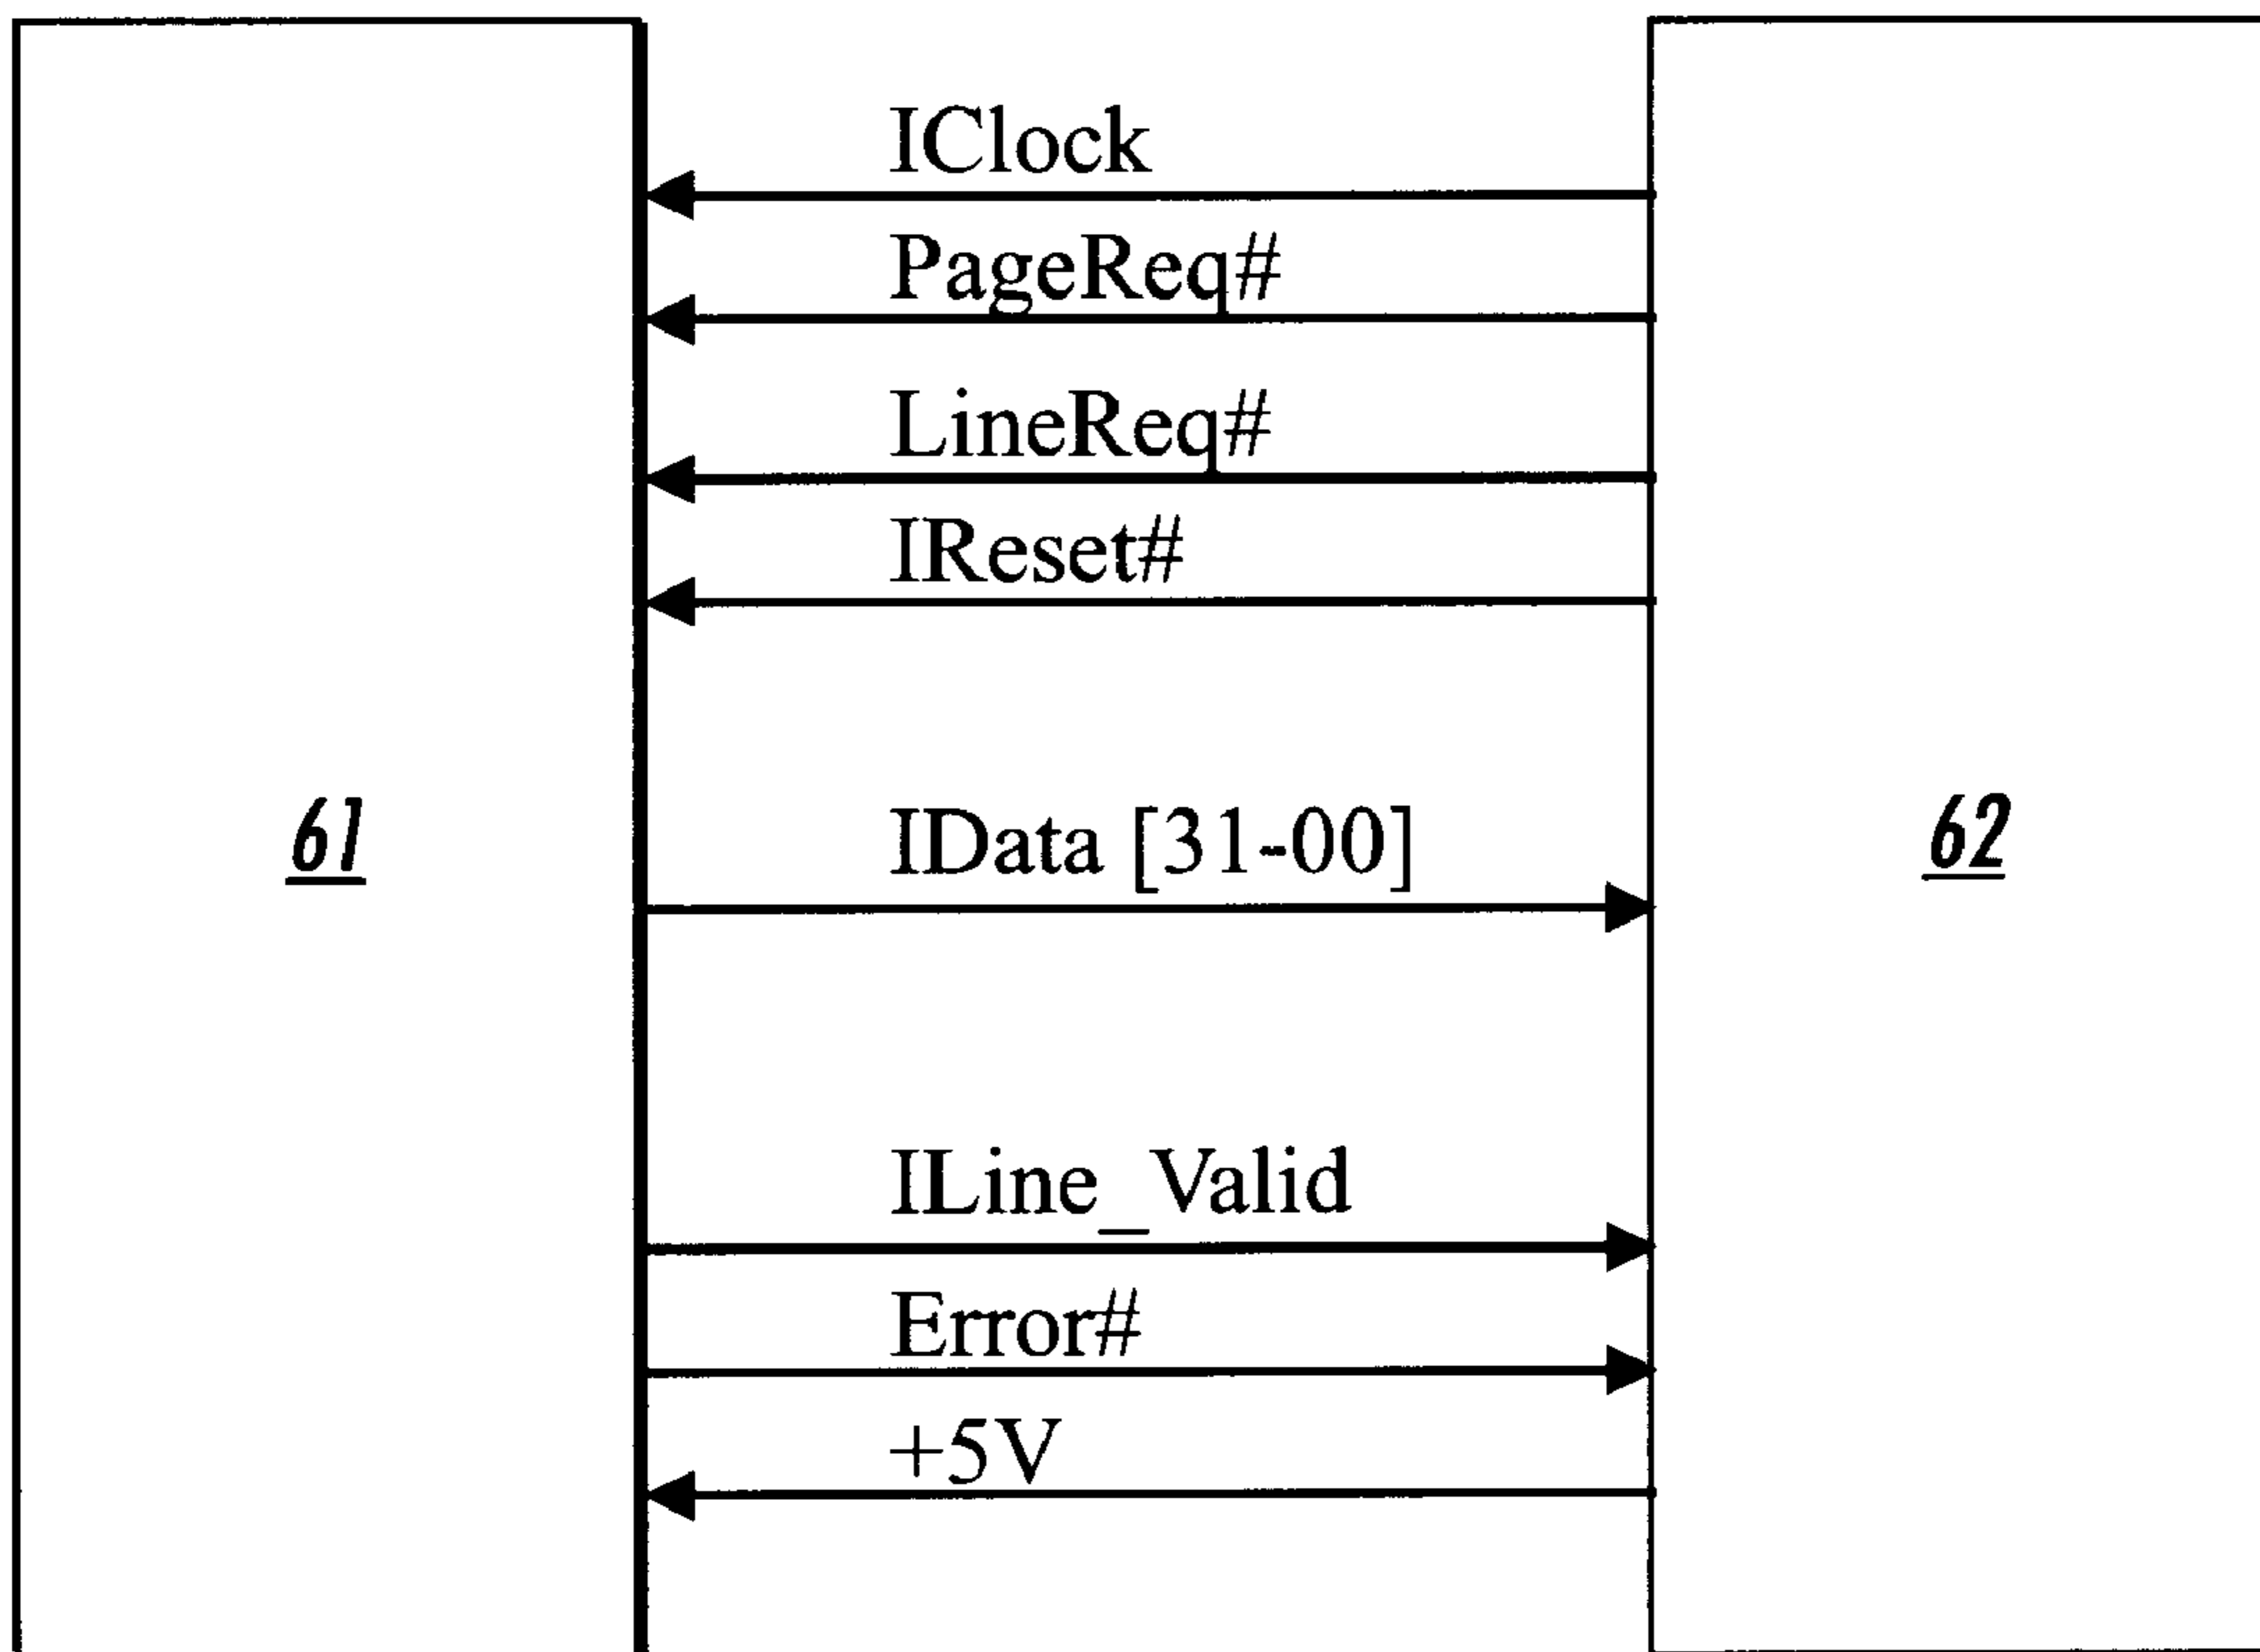 IClock
PageReq#
LineReq#
IReset#
61
IData [31-00]
62
ILine_Valid
Error#
+5V